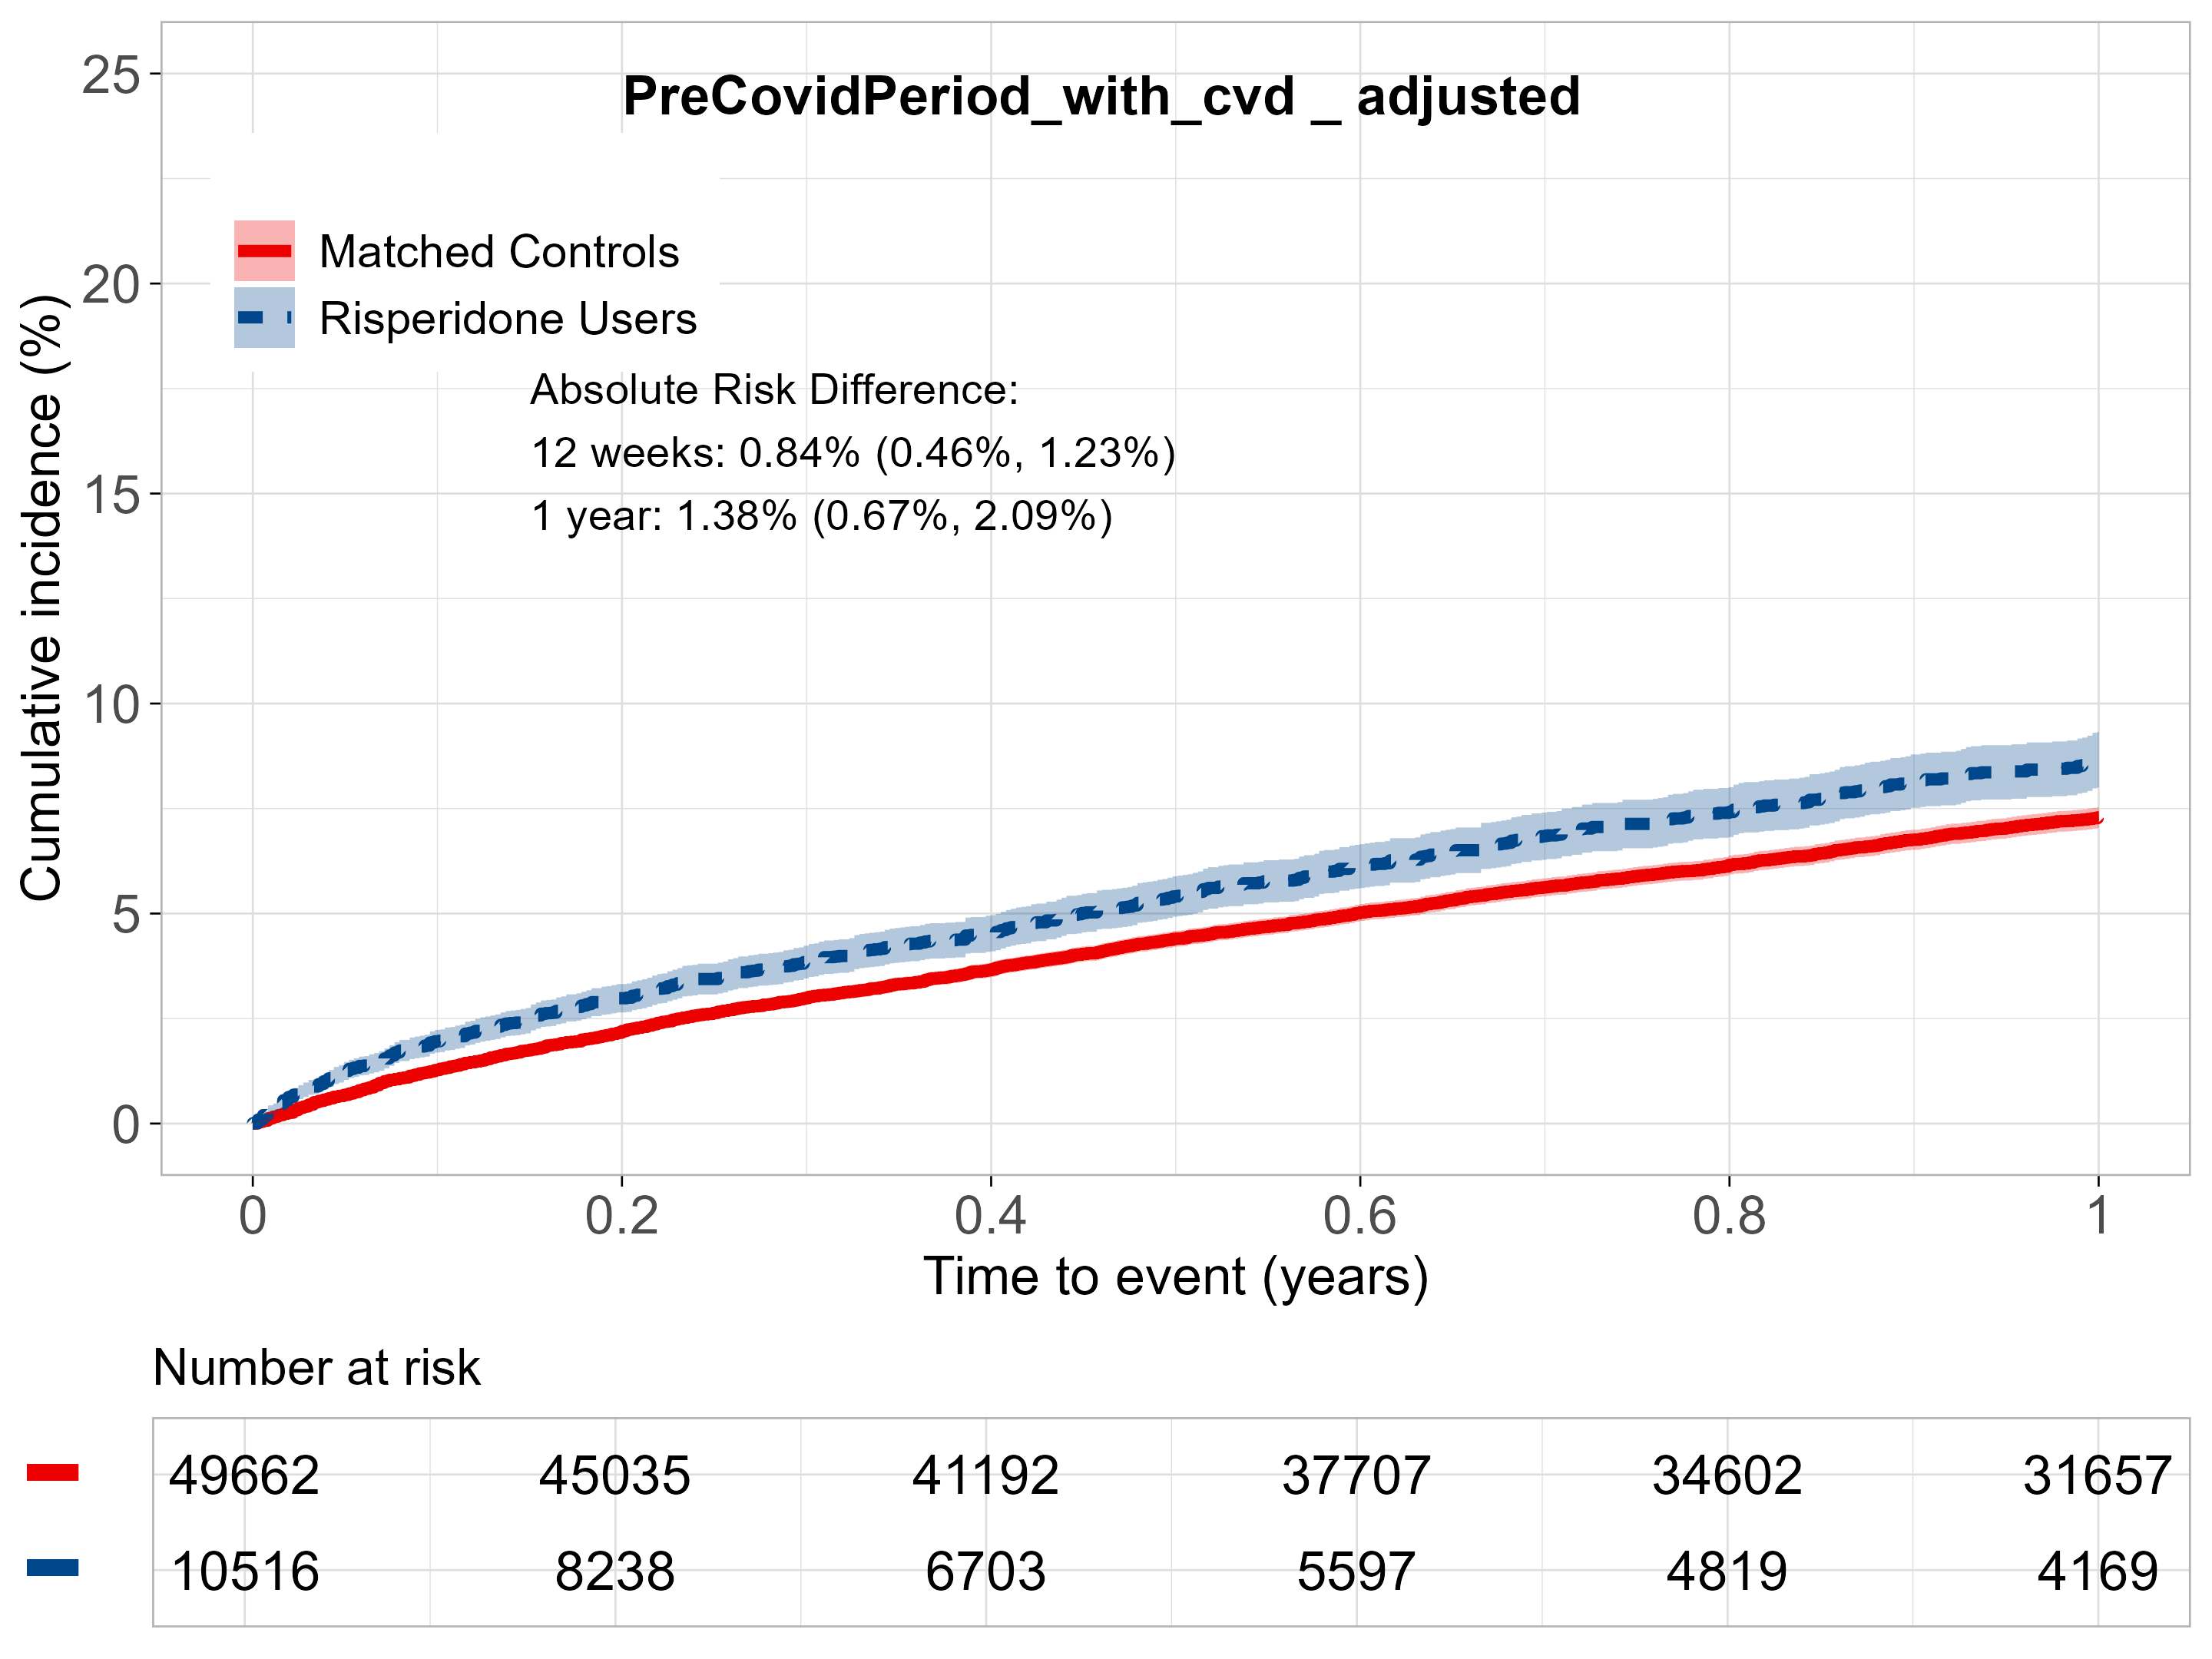 PreCovidPeriod_with_cvd _ adjusted
Matched Controls
Risperidone Users
Absolute Risk Difference:
12 weeks: 0.84% (0.46%, 1.23%)
1 year: 1.38% (0.67%, 2.09%)
Cumulative incidence (%)
25
20
15
10
5
0
0 0.2 0.4 0.6 0.8 1
Time to event (years)
Number at risk
49662 45035 41192 37707 34602 31657
10516 8238 6703 5597 4819 4169